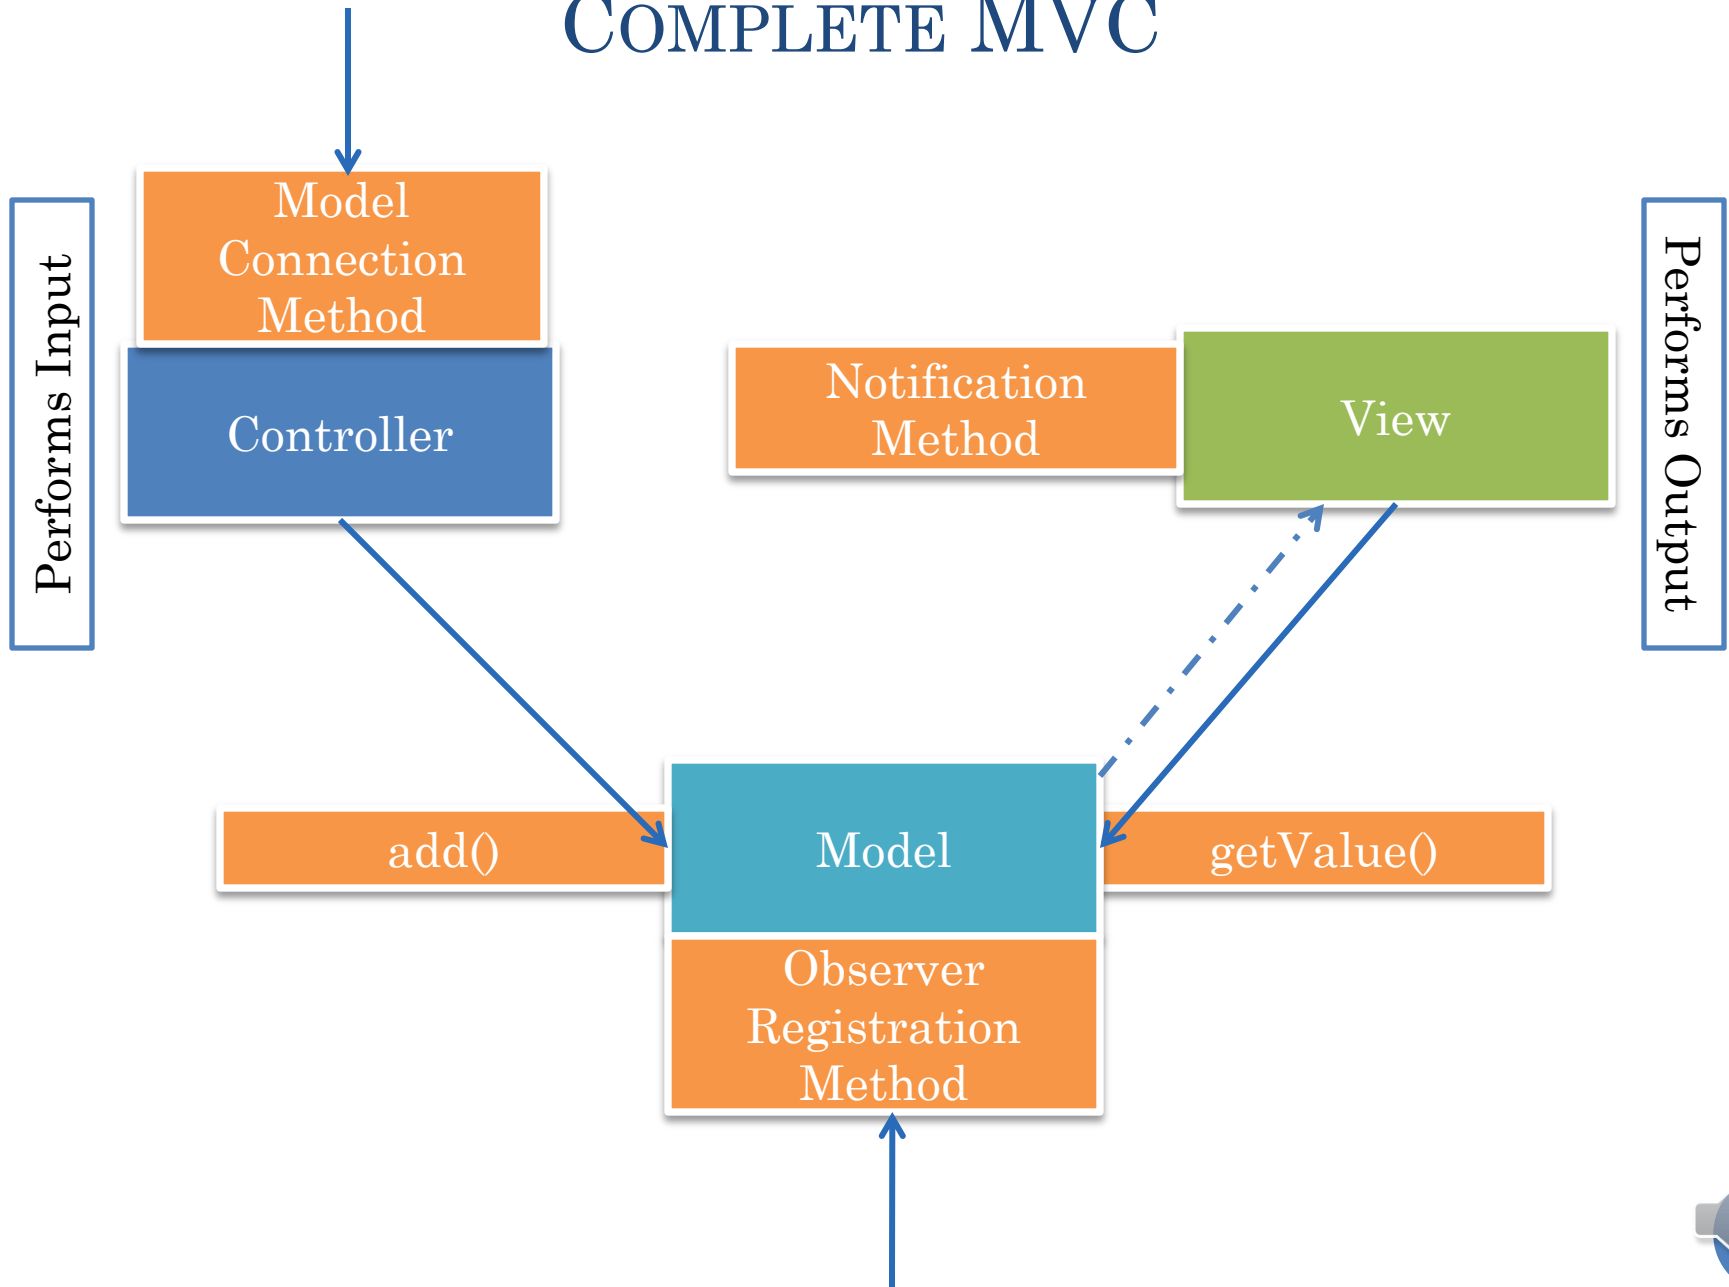 COMPLETE MVC
Model
Connection
Method
Performs Input
Controller
Notification
Method
View
Performs Output
add()
Model
getValue()
Observer
Registration
Method